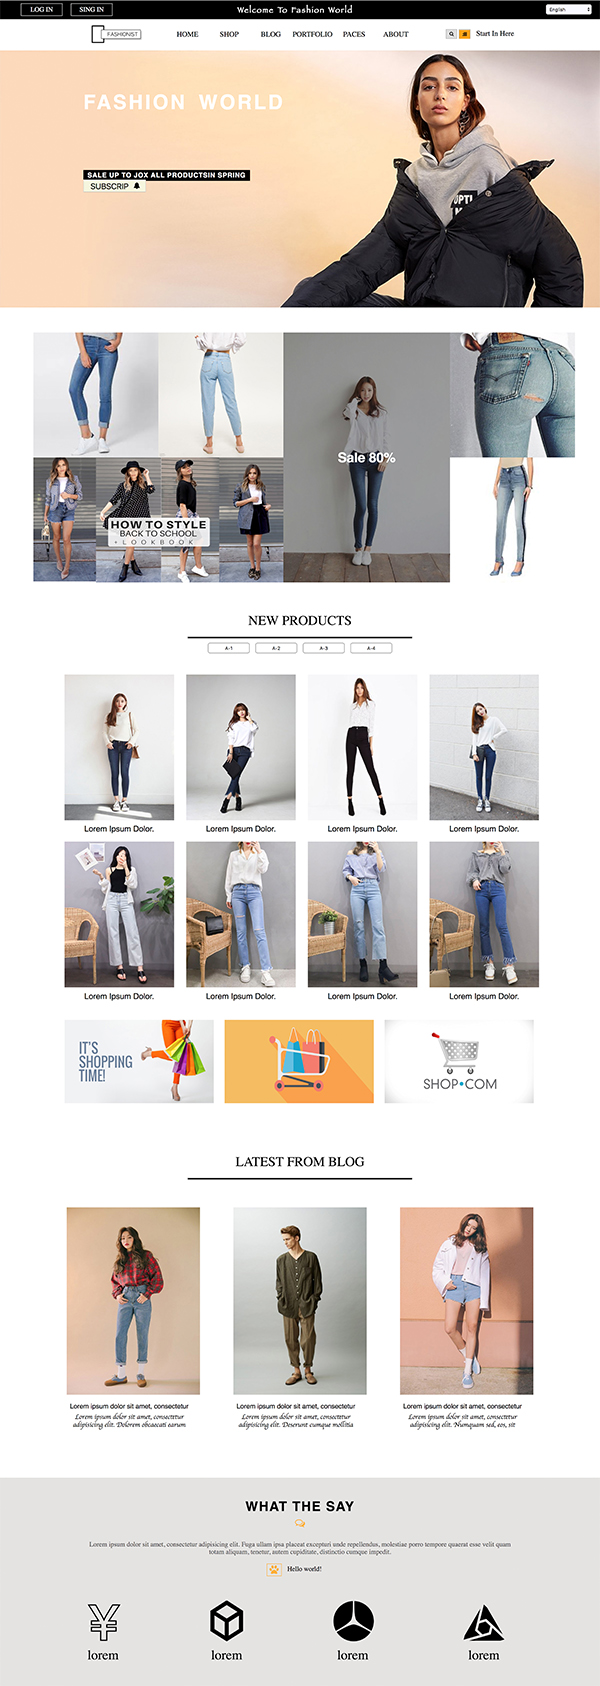 LOG IN
SING IN
Welcome To Fashion World
English
FASHIONIST
HOME
SHOP
BLOG
PORTFOLIO
PACES
ABOUT
Start In Here
FASHION WORLD
SALE UP TO JOX ALL PRODUCTSIN SPRING
SUBSCRIP
Sale 80%
HOW TO STYLE
BACK TO SCHOOL
+ LOOKBOOK
NEW PRODUCTS
A-1
A-2
A-3
A-4
Lorem Ipsum Dolor.
Lorem Ipsum Dolor.
Lorem Ipsum Dolor.
Lorem Ipsum Dolor.
Lorem Ipsum Dolor.
Lorem Ipsum Dolor.
Lorem Ipsum Dolor.
Lorem Ipsum Dolor.
IT'S
SHOPPING
TIME!
SHOP•COM
LATEST FROM BLOG
Lorem ipsum dolor sit amet, consectetur
Lorem ipsum dolor sit amet, consectetur
adipisicing elit. Dolorem obcaecati earum
Lorem ipsum dolor sit amet, consectetur
Lorem ipsum dolor sit amet, consectetur
adipisicing elit. Deserunt cumque mollitia
Lorem ipsum dolor sit amet, consectetur
Lorem ipsum dolor sit amet, consectetur
adipisicing elit. Numquam sed, eos, sit
WHAT THE SAY
Lorem ipsum dolor sit amet, consectetur adipisicing elit. Fuga ullam ipsa placeat excepturi unde repellendus, molestiae porro tempore quaerat esse velit quam
totam aliquam, tenetur, autem cupiditate, distinctio cumque impedit.
Hello world!
lorem
lorem
lorem
lorem